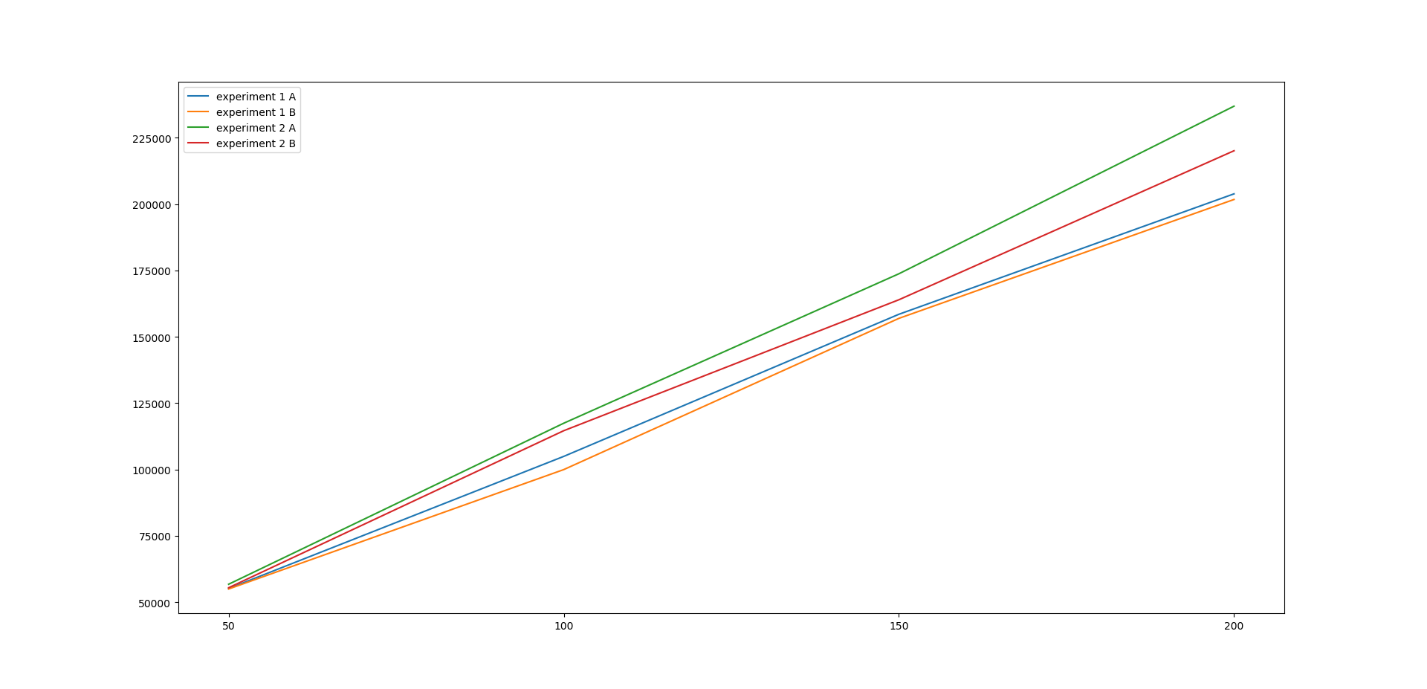 experiment 1 A
experiment 1 B
experiment 2 A
experiment 2 B
225000
200000
175000
150000
125000
100000
75000
50000
50 100 150 200